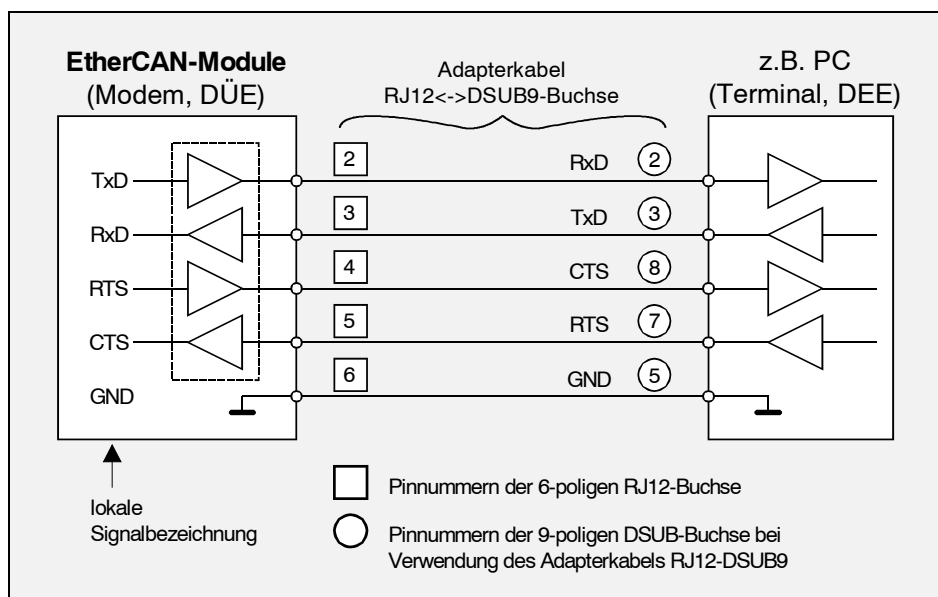 EtherCAN-Module
(Modem, DÜE)
Adapterkabel
RJ12<->DSUB9-Buchse
z.B. PC
(Terminal, DEE)
TxD 2 RxD 2
RxD 3 TxD 3
RTS 4 CTS 8
CTS 5 RTS 7
GND 6 GND 5
lokale
Signalbezeichnung
Pinnummern der 6-poligen RJ12-Buchse
Pinnummern der 9-poligen DSUB-Buchse bei
Verwendung des Adapterkabels RJ12-DSUB9